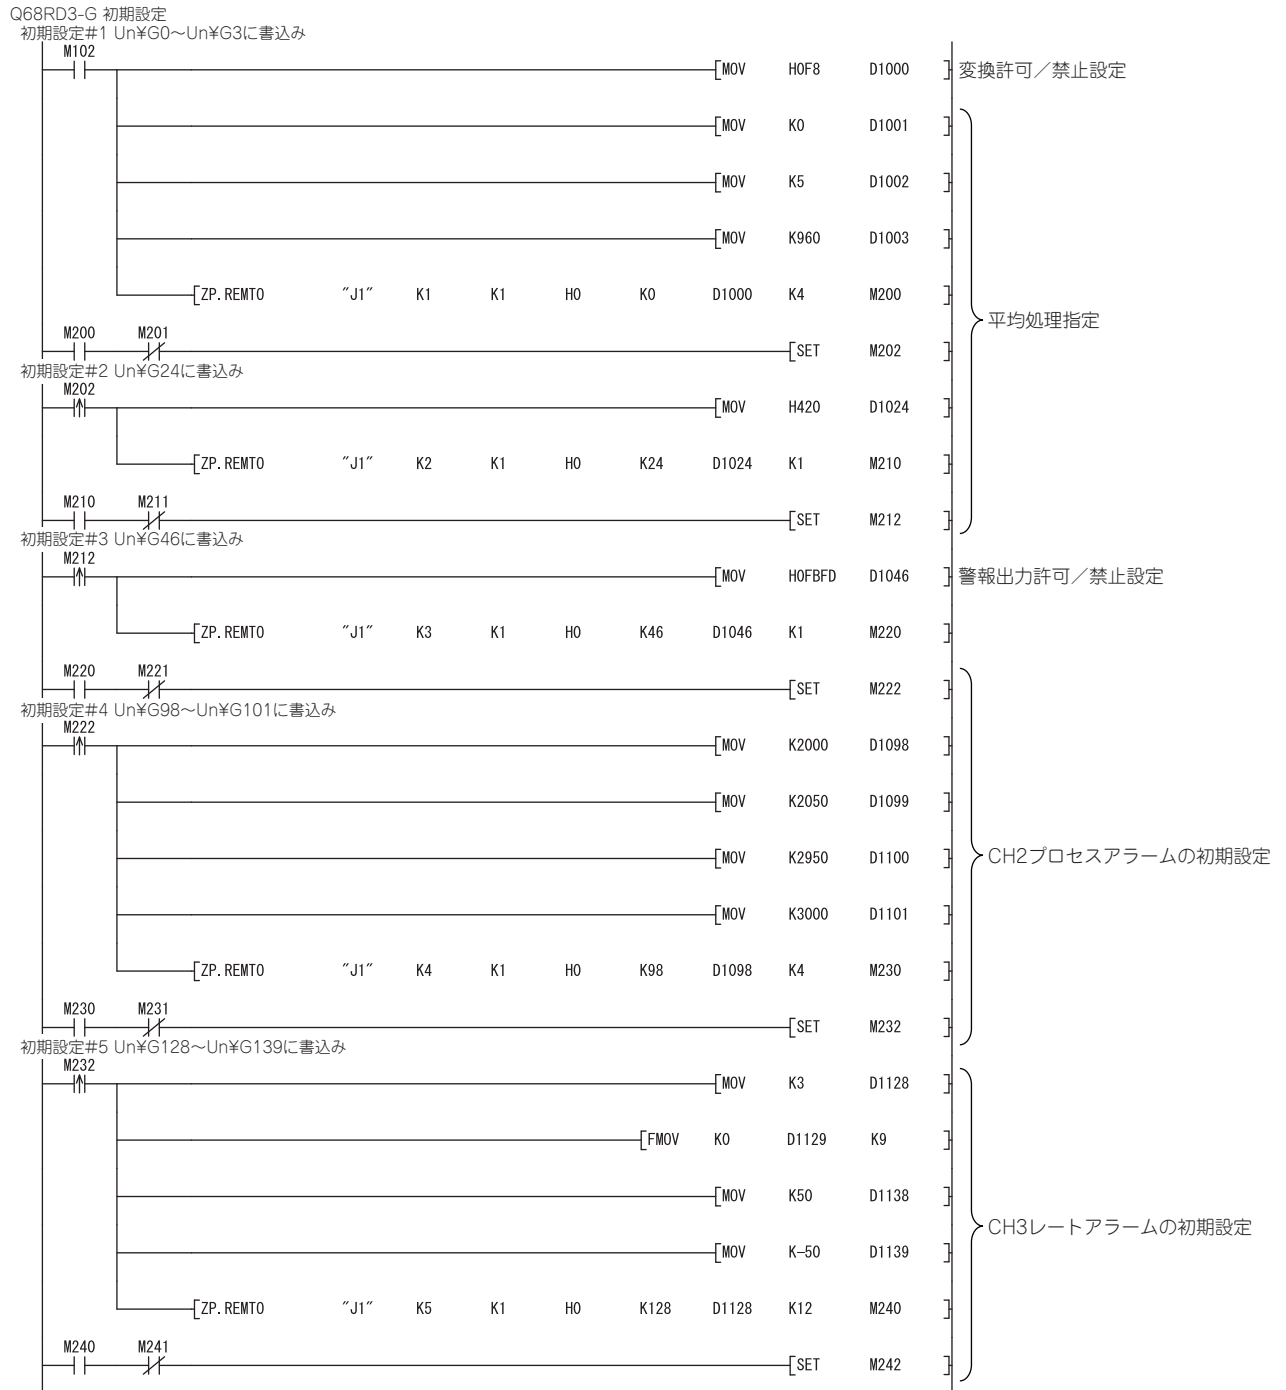 Q68RD3-G 初期設定
初期設定#1 Un¥G0～Un¥G3に書込み
M102
MOV H0F8 D1000 変換許可／禁止設定
MOV K0 D1001
MOV K5 D1002
MOV K960 D1003
ZP.REMTO "J1" K1 K1 H0 K0 D1000 K4 M200
平均処理指定
M200 M201
SET M202
初期設定#2 Un¥G24に書込み
M202
MOV H420 D1024
ZP.REMTO "J1" K2 K1 H0 K24 D1024 K1 M210
M210 M211
SET M212
初期設定#3 Un¥G46に書込み
M212
MOV H0FBFD D1046 警報出力許可／禁止設定
ZP.REMTO "J1" K3 K1 H0 K46 D1046 K1 M220
M220 M221
SET M222
初期設定#4 Un¥G98～Un¥G101に書込み
M222
MOV K2000 D1098
MOV K2050 D1099
MOV K2950 D1100
CH2プロセスアラームの初期設定
MOV K3000 D1101
ZP.REMTO "J1" K4 K1 H0 K98 D1098 K4 M230
M230 M231
SET M232
初期設定#5 Un¥G128～Un¥G139に書込み
M232
MOV K3 D1128
FMOV K0 D1129 K9
MOV K50 D1138
CH3レートアラームの初期設定
MOV K-50 D1139
ZP.REMTO "J1" K5 K1 H0 K128 D1128 K12 M240
M240 M241
SET M242